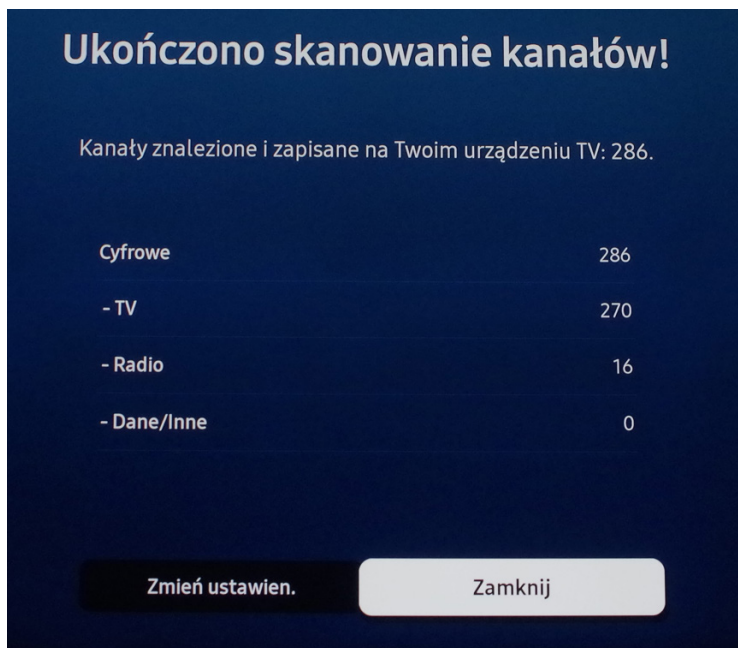 Ukończono skanowanie kanałów!
Kanały znalezione i zapisane na Twoim urządzeniu TV: 286.
Cyfrowe 286
- TV 270
- Radio 16
- Dane/Inne 0
Zmień ustawien. Zamknij